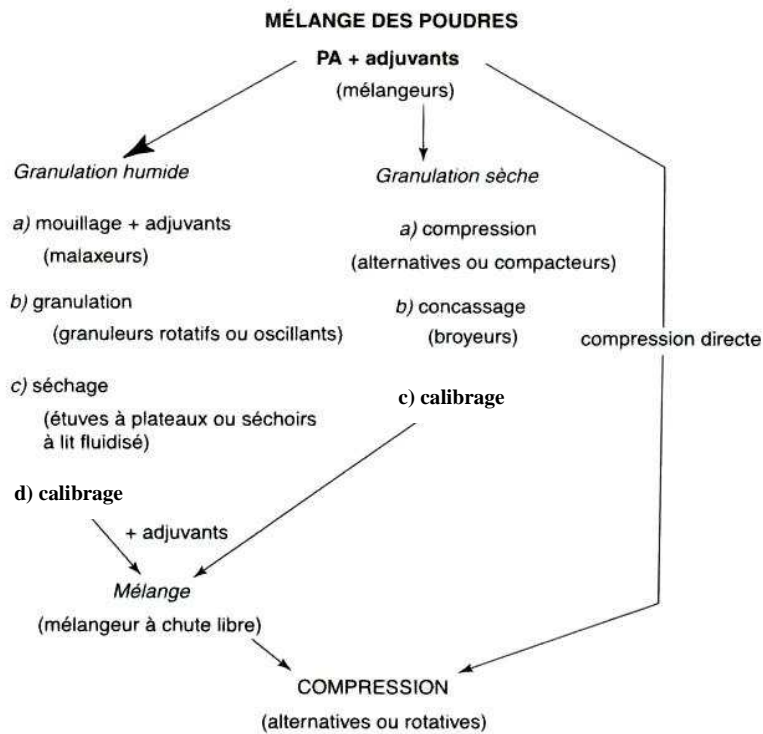 MÉLANGE DES POUDRES
PA + adjuvants
(mélangeurs)
Granulation humide
a) mouillage + adjuvants
(malaxeurs)
b) granulation
(granuleurs rotatifs ou oscillants)
c) séchage
(étuves à plateaux ou séchoirs
à lit fluidisé)
d) calibrage
Granulation sèche
a) compression
(alternatives ou compacteurs)
b) concassage
(broyeurs)
c) calibrage
compression directe
+ adjuvants
Mélange
(mélangeur à chute libre)
COMPRESSION
(alternatives ou rotatives)